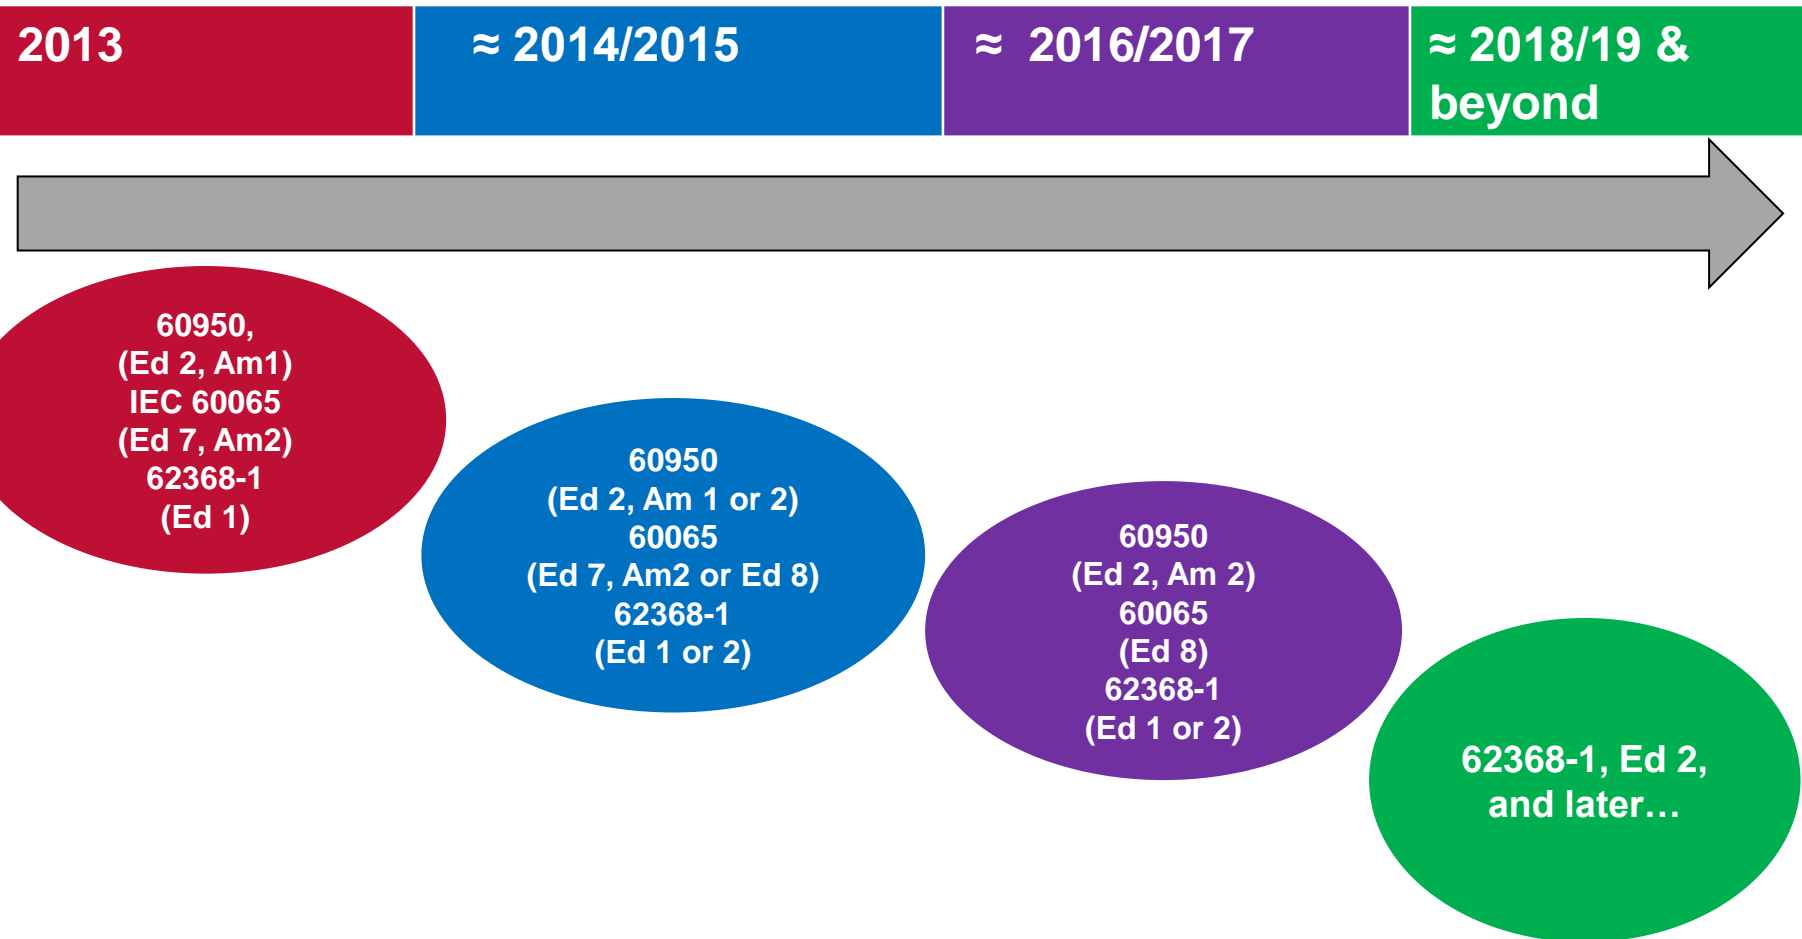 2013
≈ 2014/2015
≈ 2016/2017
≈ 2018/19 &
beyond
60950,
(Ed 2, Am1)
IEC 60065
(Ed 7, Am2)
62368-1
(Ed 1)
60950
(Ed 2, Am 1 or 2)
60065
(Ed 7, Am2 or Ed 8)
62368-1
(Ed 1 or 2)
60950
(Ed 2, Am 2)
60065
(Ed 8)
62368-1
(Ed 1 or 2)
62368-1, Ed 2,
and later…